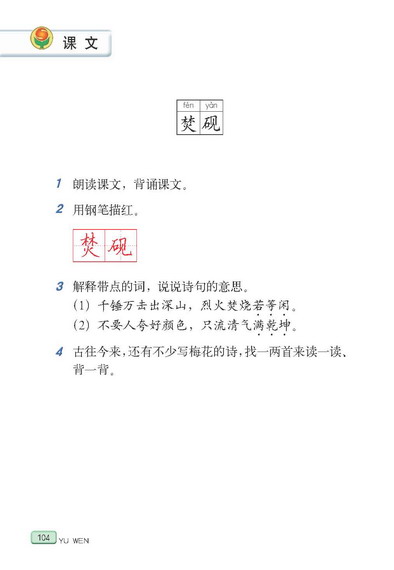 课文
fén yàn
焚 砚
1 朗读课文，背诵课文。
2 用钢笔描红。
焚 砚
3 解释带点的词，说说诗句的意思。
（1）千锤万击出深山，烈火焚烧若等闲。
（2）不要人夸好颜色，只流清气满乾坤。
4 古往今来，还有不少写梅花的诗，找一两首来读一读、
背一背。
104 YU WEN